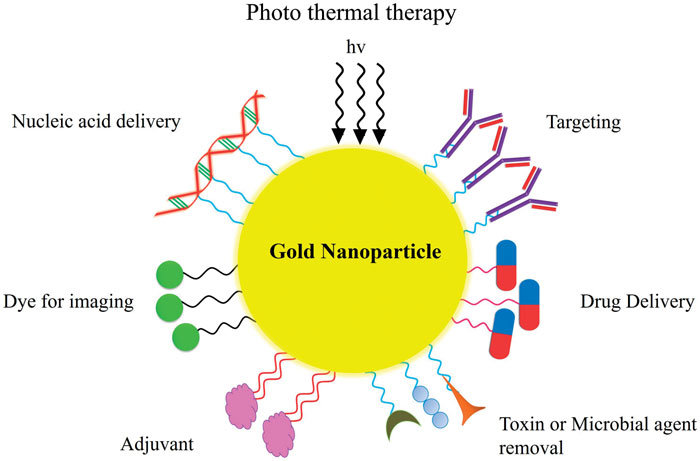 Photo thermal therapy
hv
Nucleic acid delivery
Targeting
Gold Nanoparticle
Dye for imaging
Drug Delivery
Adjuvant
Toxin or Microbial agent
removal